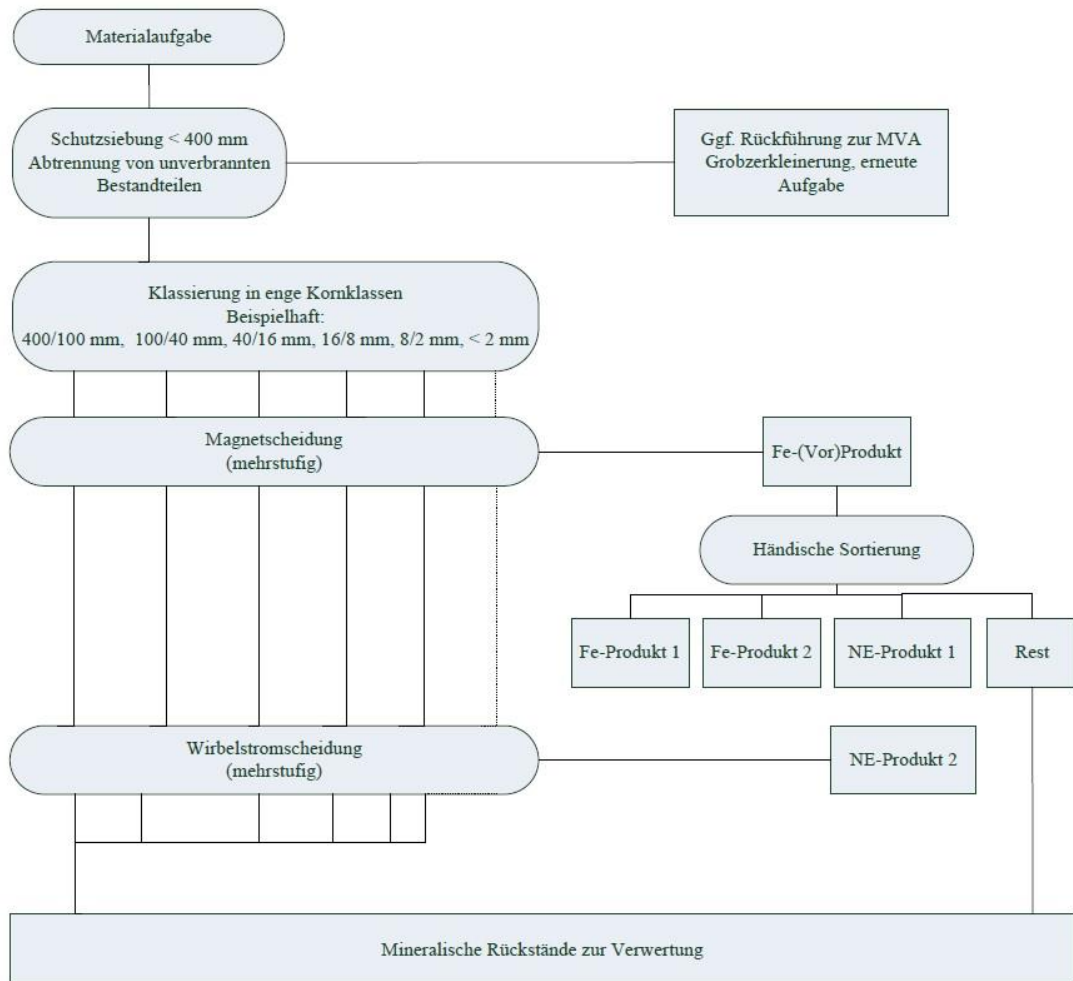 Materialaufgabe
Schutzsiebung < 400 mm
Abtrennung von unverbrannten
Bestandteilen
Ggf. Rückführung zur MVA
Grobzerkleinerung, erneute
Aufgabe
Klassierung in enge Kornklassen
Beispielhaft:
400/100 mm, 100/40 mm, 40/16 mm, 16/8 mm, 8/2 mm, < 2 mm
Magnetscheidung
(mehrstufig)
Fe-(Vor)Produkt
Händische Sortierung
Fe-Produkt 1
Fe-Produkt 2
NE-Produkt 1
Rest
Wirbelstromscheidung
(mehrstufig)
NE-Produkt 2
Mineralische Rückstände zur Verwertung